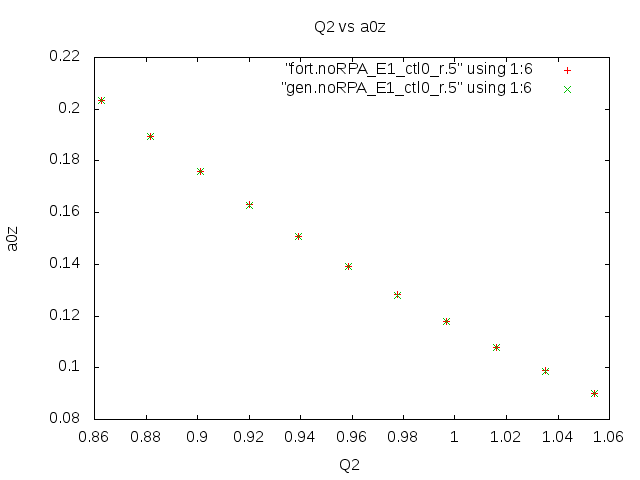 Q2 vs a0z
"fort.noRPA_E1_ctl0_r.5" using 1:6
"gen.noRPA_E1_ctl0_r.5" using 1:6
a0z
0.22
0.2
0.18
0.16
0.14
0.12
0.1
0.08
0.86 0.88 0.9 0.92 0.94 0.96 0.98 1 1.02 1.04 1.06
Q2